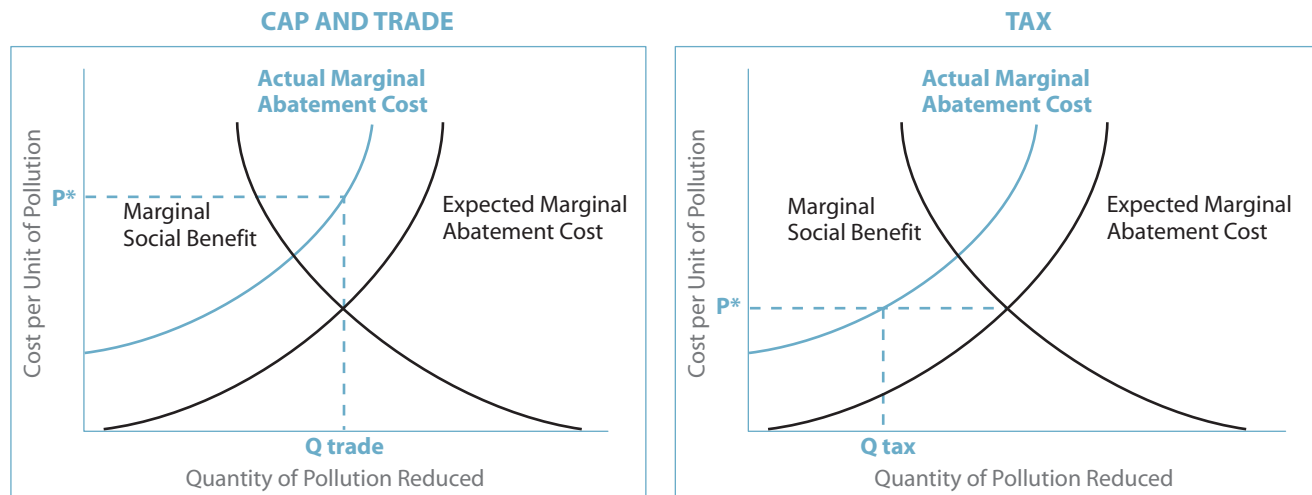 CAP AND TRADE
Actual Marginal
Abatement Cost
Cost per Unit of Pollution
P*
Marginal
Social Benefit
Expected Marginal
Abatement Cost
Q trade
Quantity of Pollution Reduced
TAX
Actual Marginal
Abatement Cost
Cost per Unit of Pollution
Marginal
Social Benefit
Expected Marginal
Abatement Cost
P*
Q tax
Quantity of Pollution Reduced